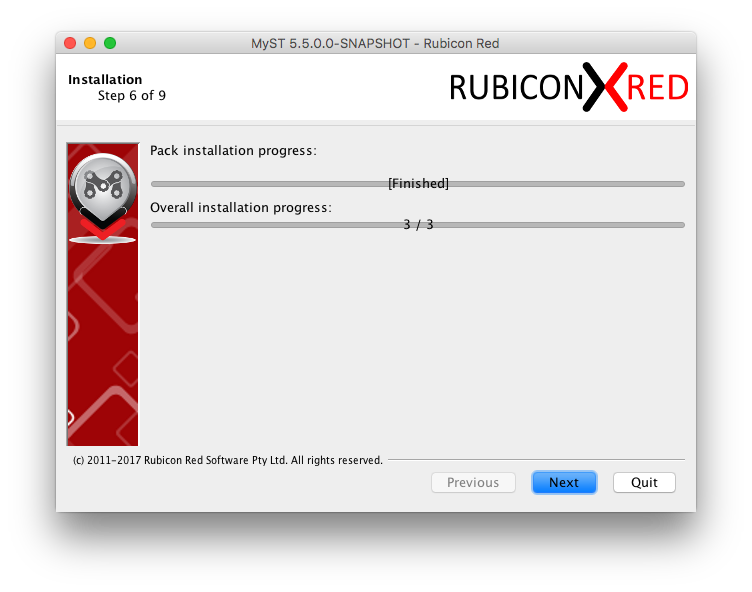 MyST 5.5.0.0-SNAPSHOT - Rubicon Red
Installation
Step 6 of 9
RUBICON RED
Pack installation progress:
[Finished]
Overall installation progress:
3 / 3
(c) 2011-2017 Rubicon Red Software Pty Ltd. All rights reserved.
Previous
Next
Quit